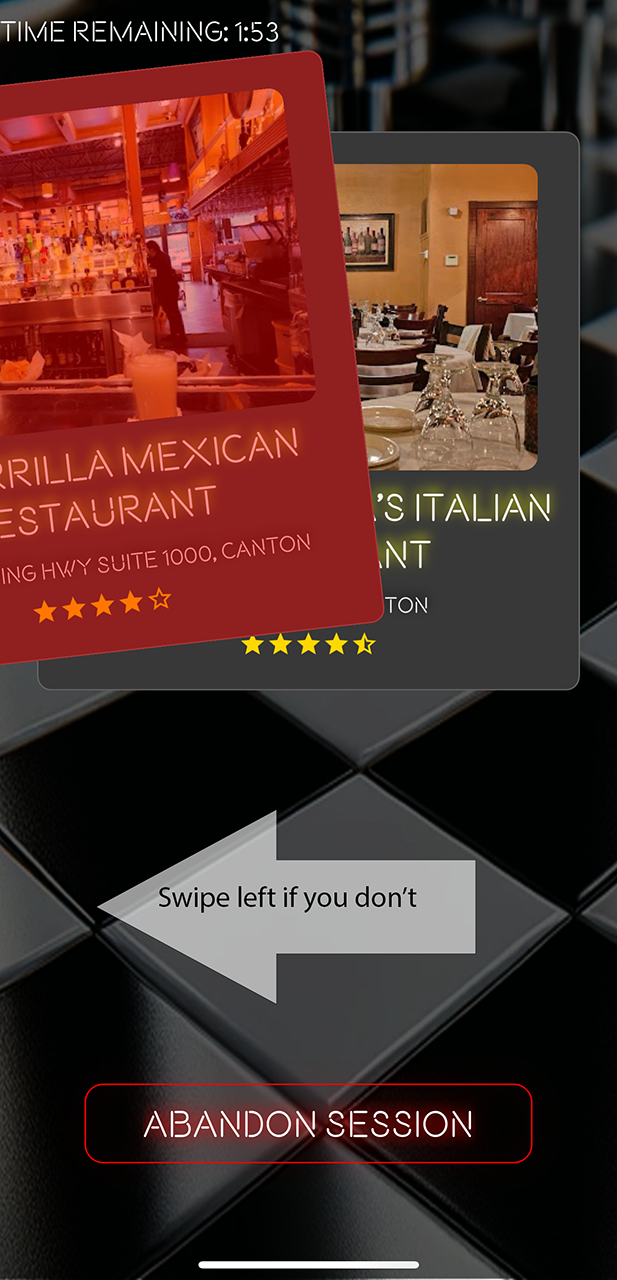 TIME REMAINING: 1:53
RRILLA MEXICAN
ESTAURANT
ING HWY SUITE 1000, CANTON
'S ITALIAN
ANT
TON
Swipe left if you don't
ABANDON SESSION